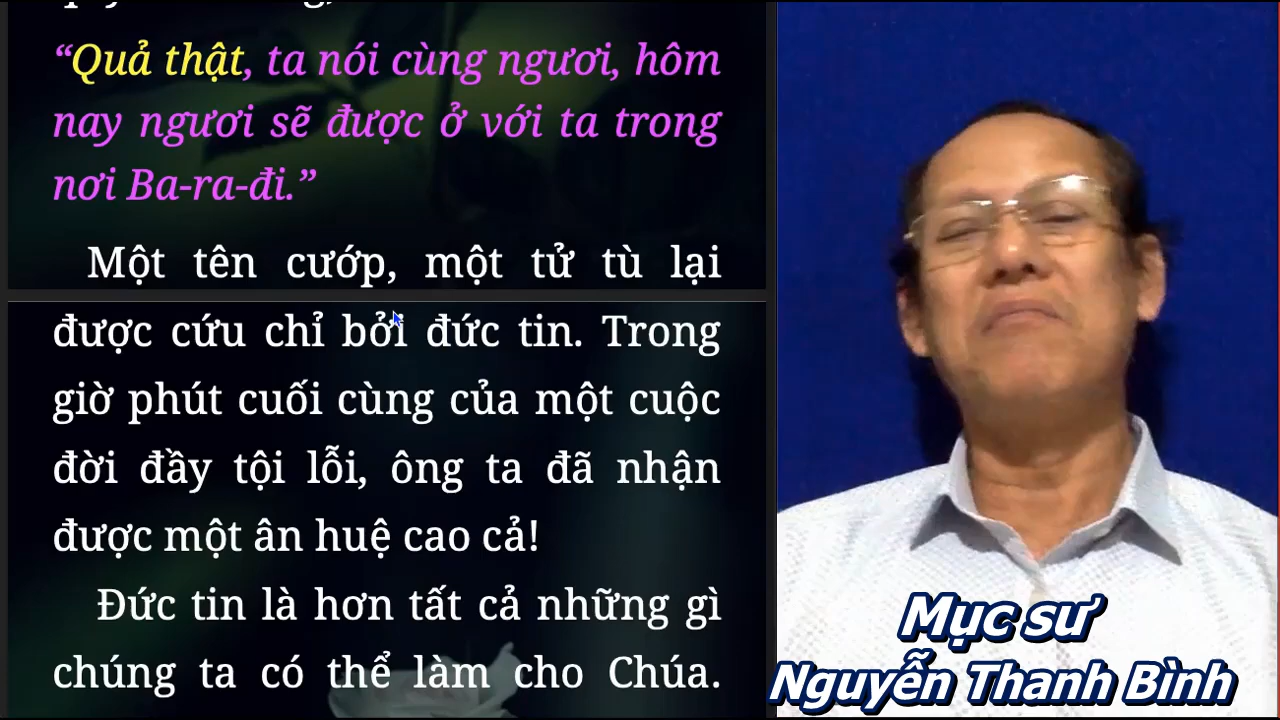 “Quả thật, ta nói cùng ngươi, hôm
nay ngươi sẽ được ở với ta trong
nơi Ba-ra-đi.”
Một tên cướp, một tử tù lại
được cứu chỉ bởi đức tin. Trong
giờ phút cuối cùng của một cuộc
đời đầy tội lỗi, ông ta đã nhận
được một ân huệ cao cả!
Đức tin là hơn tất cả những gì
chúng ta có thể làm cho Chúa.
Mục sư
Nguyễn Thanh Bình